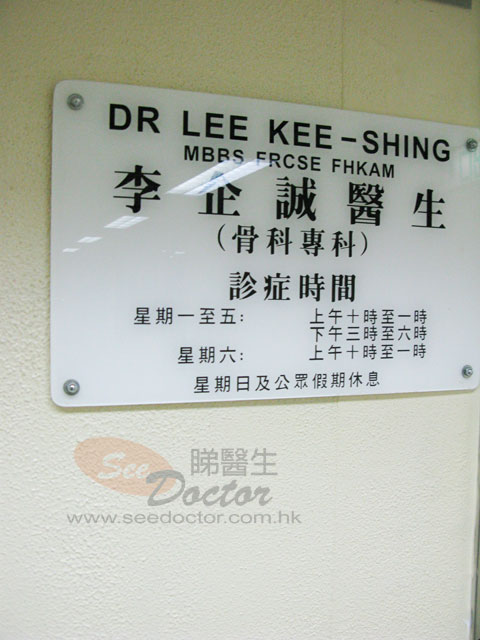 DR LEE KEE-SHING
MBBS FRCSE FHKAM
李企誠醫生
(骨科專科)
診症時間
星期一至五: 上午十時至一時
下午三時至六時
星期六: 上午十時至一時
星期日及公眾假期休息
See 睇醫生
Doctor
www.seedoctor.com.hk